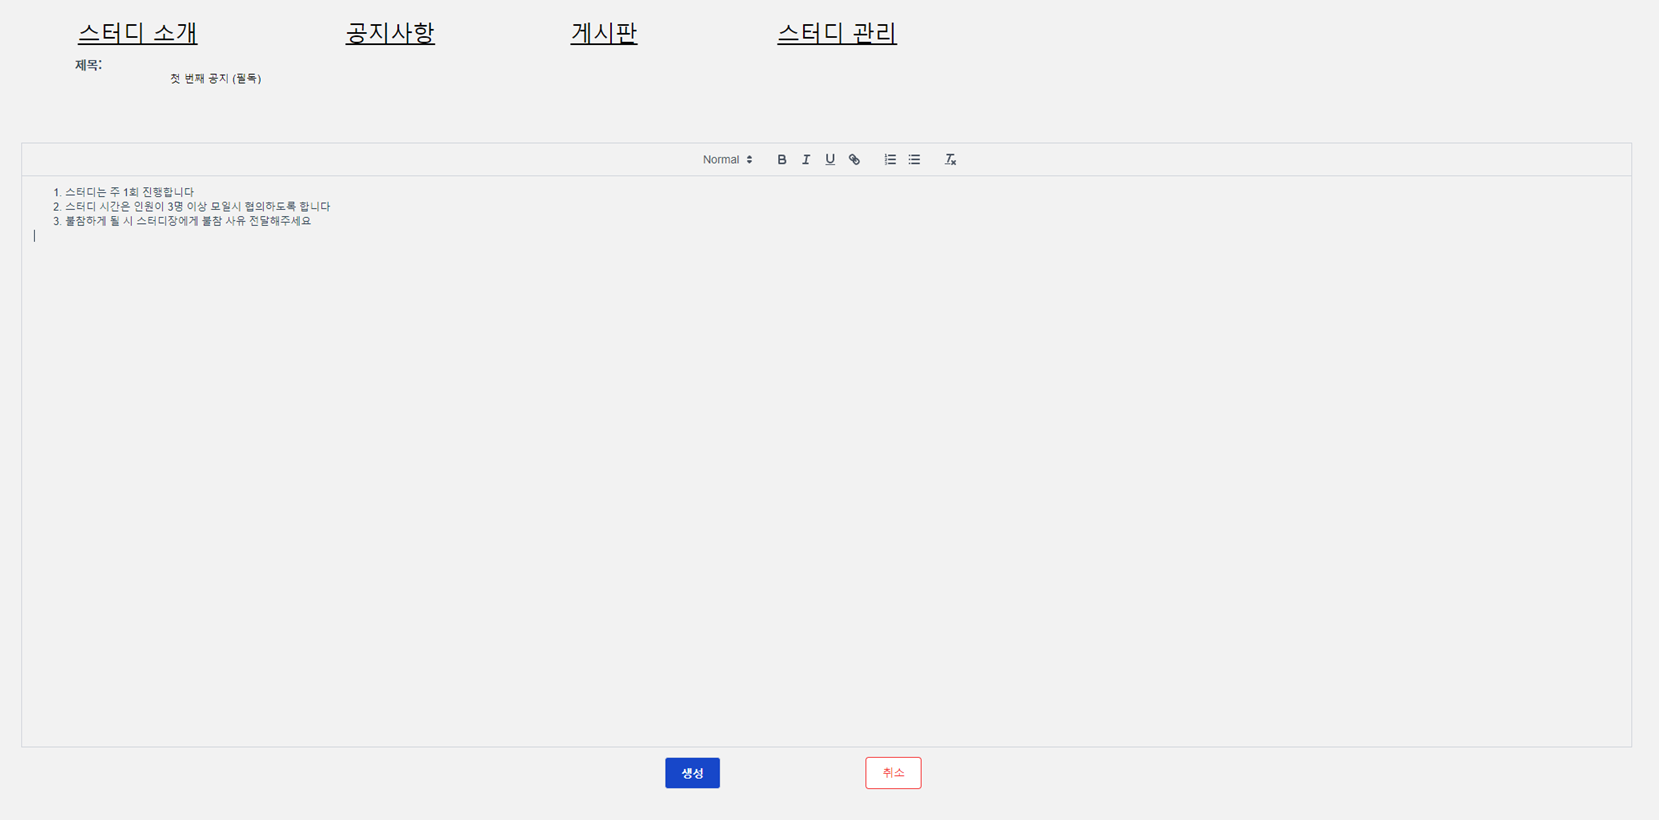 스터디 소개 공지사항 게시판 스터디 관리
제목:
첫 번째 공지 (필독)
Normal
1. 스터디는 주 1회 진행합니다
2. 스터디 시간은 인원이 3명 이상 모일시 협의하도록 합니다
3. 불참하게 될 시 스터디장에게 불참 사유 전달해주세요
생성 취소